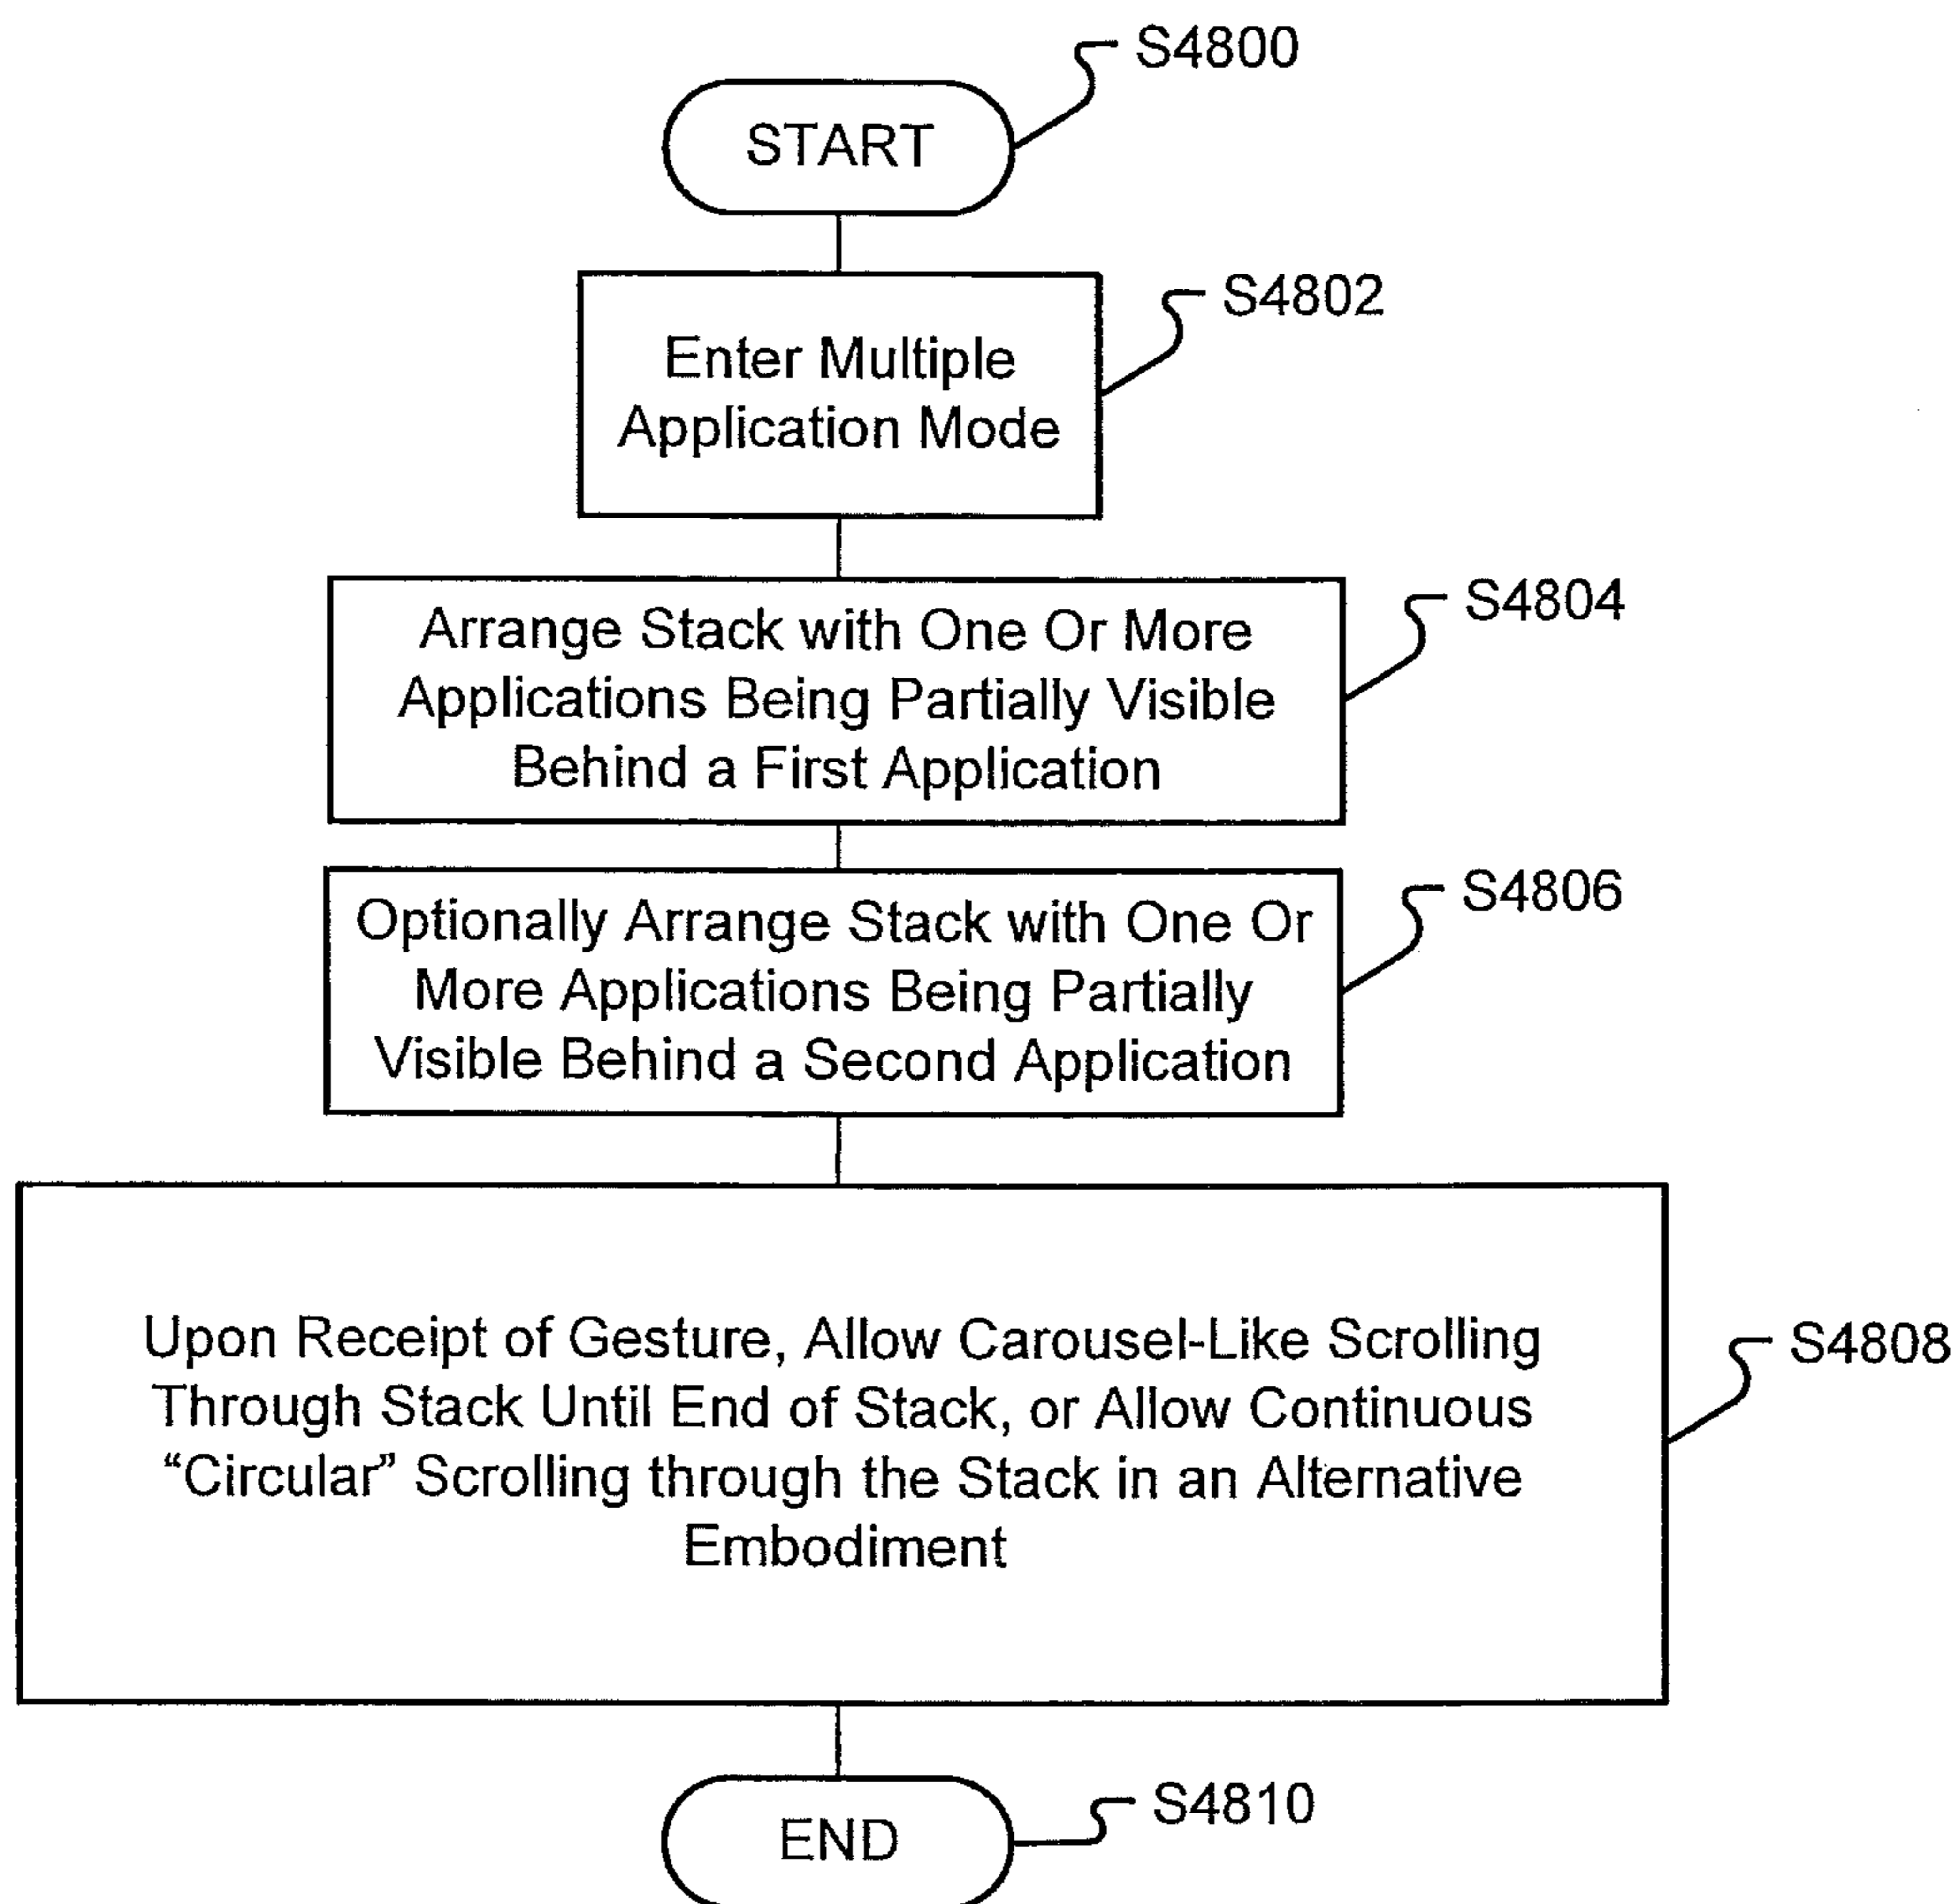 S4800
START
S4802
Enter Multiple
Application Mode
S4804
Arrange Stack with One Or More
Applications Being Partially Visible
Behind a First Application
S4806
Optionally Arrange Stack with One Or
More Applications Being Partially
Visible Behind a Second Application
Upon Receipt of Gesture, Allow Carousel-Like Scrolling
S4808
Through Stack Until End of Stack, or Allow Continuous
“Circular” Scrolling through the Stack in an Alternative
Embodiment
S4810
END